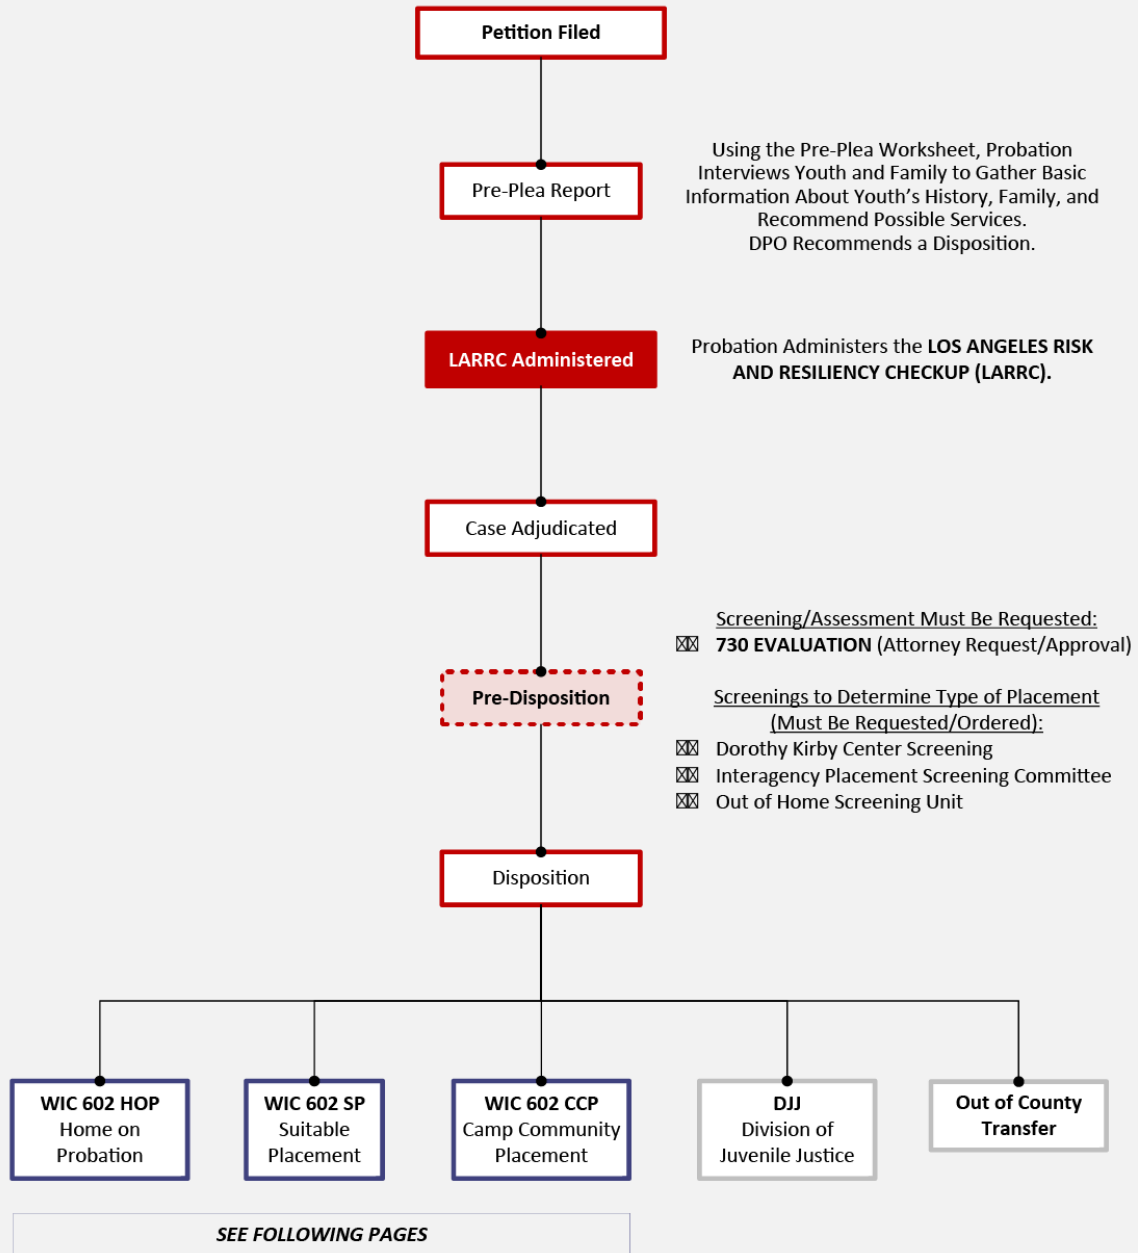 Petition Filed
Pre-Plea Report
Using the Pre-Plea Worksheet, Probation
Interviews Youth and Family to Gather Basic
Information About Youth's History, Family, and
Recommend Possible Services.
DPO Recommends a Disposition.
LARRC Administered
Probation Administers the LOS ANGELES RISK
AND RESILIENCY CHECKUP (LARRC).
Case Adjudicated
Screening/Assessment Must Be Requested:
730 EVALUATION (Attorney Request/Approval)
Pre-Disposition
Screenings to Determine Type of Placement
(Must Be Requested/Ordered):
Dorothy Kirby Center Screening
Interagency Placement Screening Committee
Out of Home Screening Unit
Disposition
WIC 602 HOP
Home on
Probation
WIC 602 SP
Suitable
Placement
WIC 602 CCP
Camp Community
Placement
DJJ
Division of
Juvenile Justice
Out of County
Transfer
SEE FOLLOWING PAGES